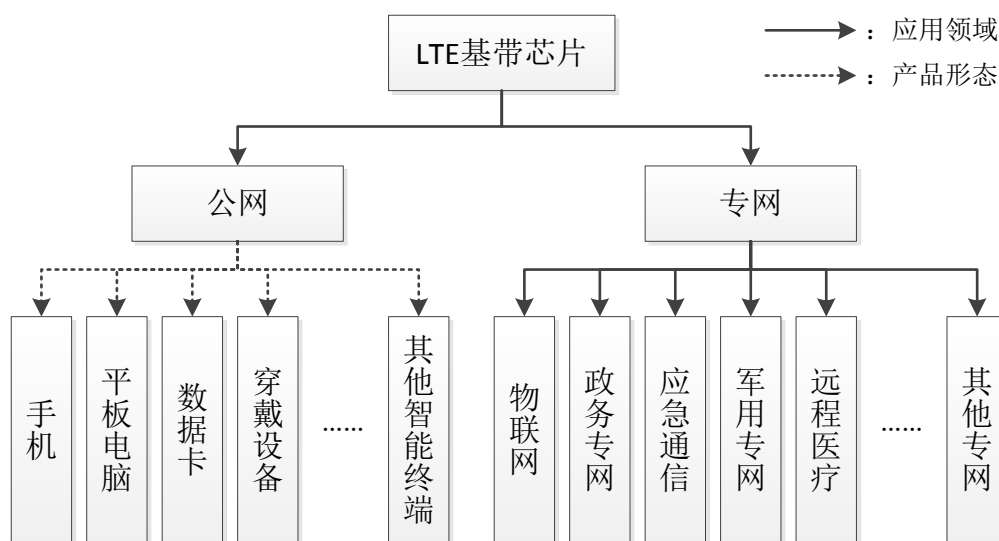 LTE基带芯片
：应用领域
：产品形态
公网
专网
手机
平板电脑
数据卡
穿戴设备
……
其他智能终端
物联网
政务专网
应急通信
军用专网
远程医疗
……
其他专网